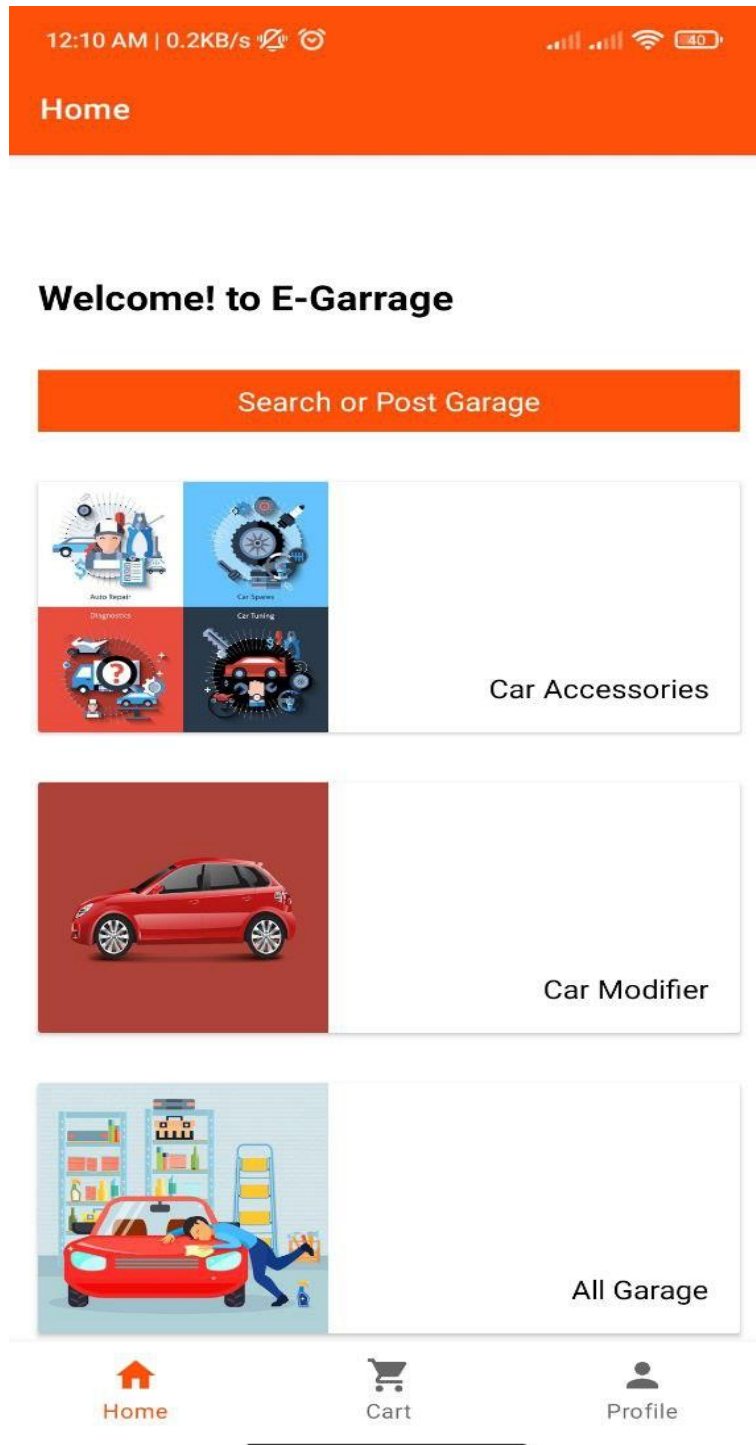 12:10 AM | 0.2KB/s 40
Home
Welcome! to E-Garrage
Search or Post Garage
Auto Repair
Car Spares
Diagnostics
Car Tuning
Car Accessories
Car Modifier
All Garage
Home
Cart
Profile